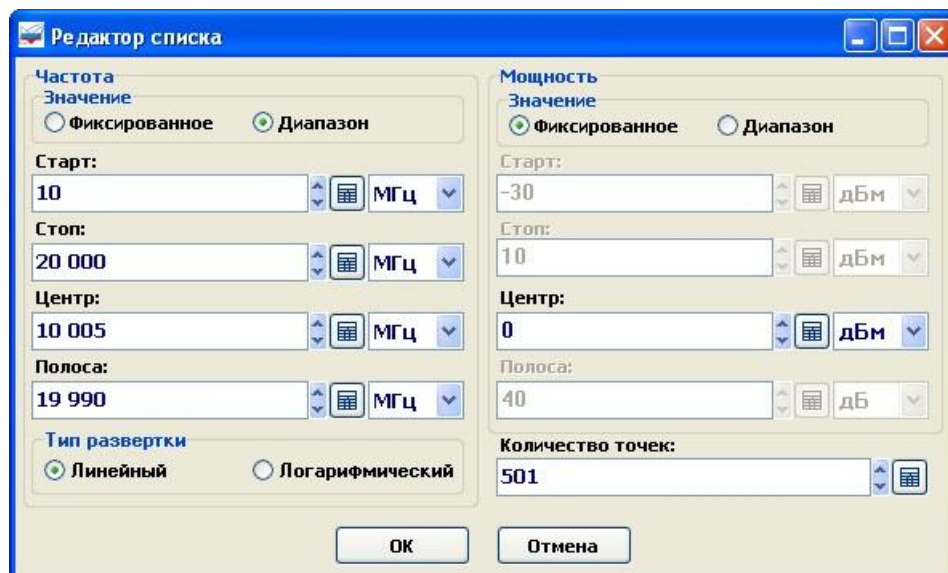 Редактор списка
Частота
Значение
Фиксированное Диапазон
Старт:
10 МГц
Стоп:
20 000 МГц
Центр:
10 005 МГц
Полоса:
19 990 МГц
Тип развертки
Линейный Логарифмический
Мощность
Значение
Фиксированное Диапазон
Старт:
-30 дБм
Стоп:
10 дБм
Центр:
0 дБм
Полоса:
40 дБ
Количество точек:
501
ОК Отмена